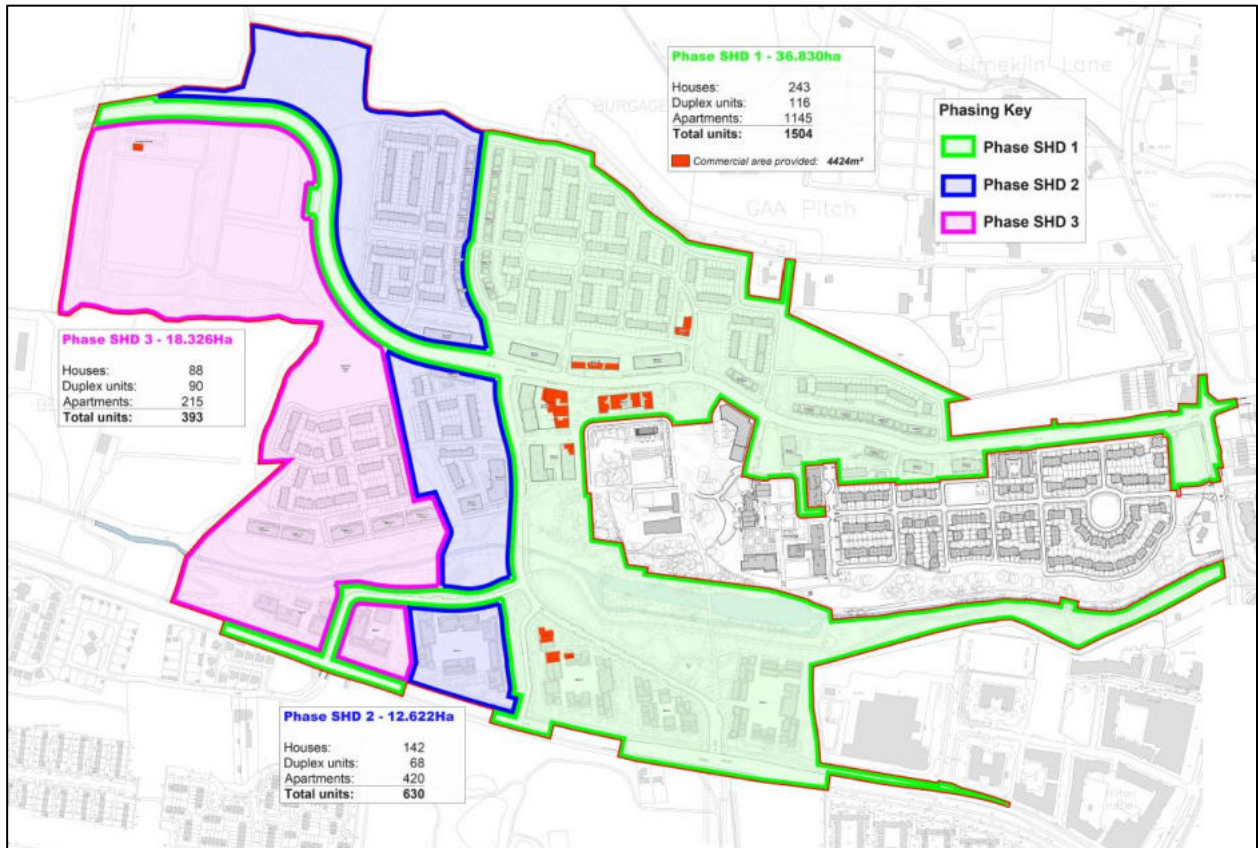 Phase SHD 1 - 36.830ha
Houses: 243
Duplex units: 116
Apartments: 1145
Total units: 1504
Commercial area provided: 4424m²
Limekiln Lane
GAA Pitch
Phasing Key
Phase SHD 1
Phase SHD 2
Phase SHD 3
Phase SHD 3 - 18.326Ha
Houses: 88
Duplex units: 90
Apartments: 215
Total units: 393
Phase SHD 2 - 12.622Ha
Houses: 142
Duplex units: 68
Apartments: 420
Total units: 630